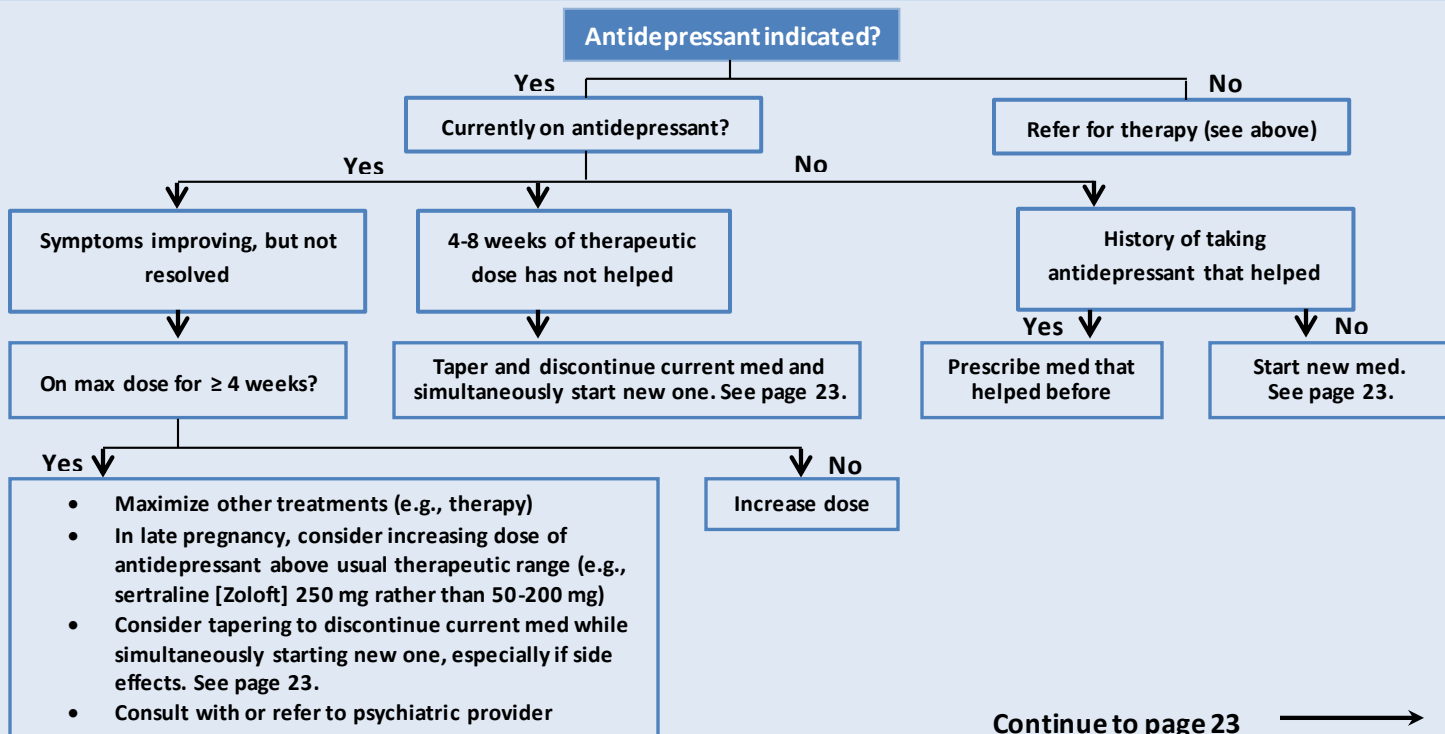 Antidepressant indicated?
Yes
No
Currently on antidepressant?
Refer for therapy (see above)
Yes
No
Symptoms improving, but not
resolved
4-8 weeks of therapeutic
dose has not helped
History of taking
antidepressant that helped
Yes
No
On max dose for ≥ 4 weeks?
Taper and discontinue current med and
simultaneously start new one. See page 23.
Prescribe med that
helped before
Start new med.
See page 23.
Yes
No
• Maximize other treatments (e.g., therapy)
• In late pregnancy, consider increasing dose of
antidepressant above usual therapeutic range (e.g.,
sertraline [Zoloft] 250 mg rather than 50-200 mg)
• Consider tapering to discontinue current med while
simultaneously starting new one, especially if side
effects. See page 23.
• Consult with or refer to psychiatric provider
Increase dose
Continue to page 23